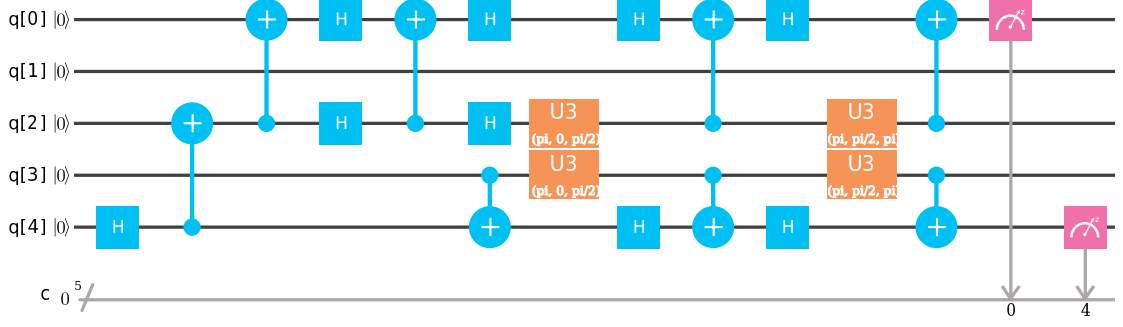 q[0] |0⟩ H H H H z
q[1] |0⟩
q[2] |0⟩ H H U3 (pi, 0, pi/2) U3 (pi, pi/2, pi)
q[3] |0⟩ U3 (pi, 0, pi/2) U3 (pi, pi/2, pi)
q[4] |0⟩ H H H z
c 0 5
0 4